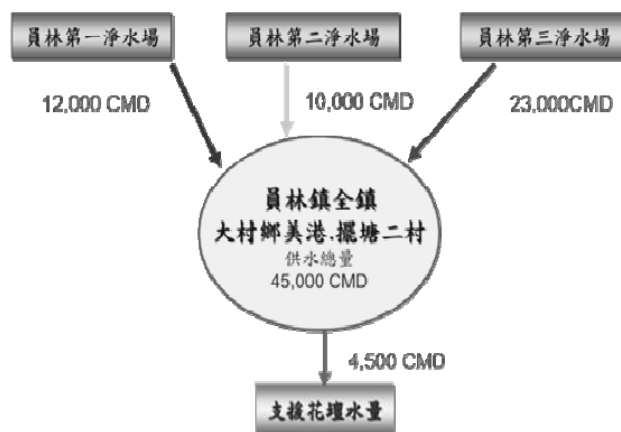 員林第一淨水場
員林第二淨水場
員林第三淨水場
12,000 CMD
10,000 CMD
23,000CMD
員林鎮全鎮
大村鄉美港.擺塘二村
供水總量
45,000 CMD
4,500 CMD
支援花壇水量